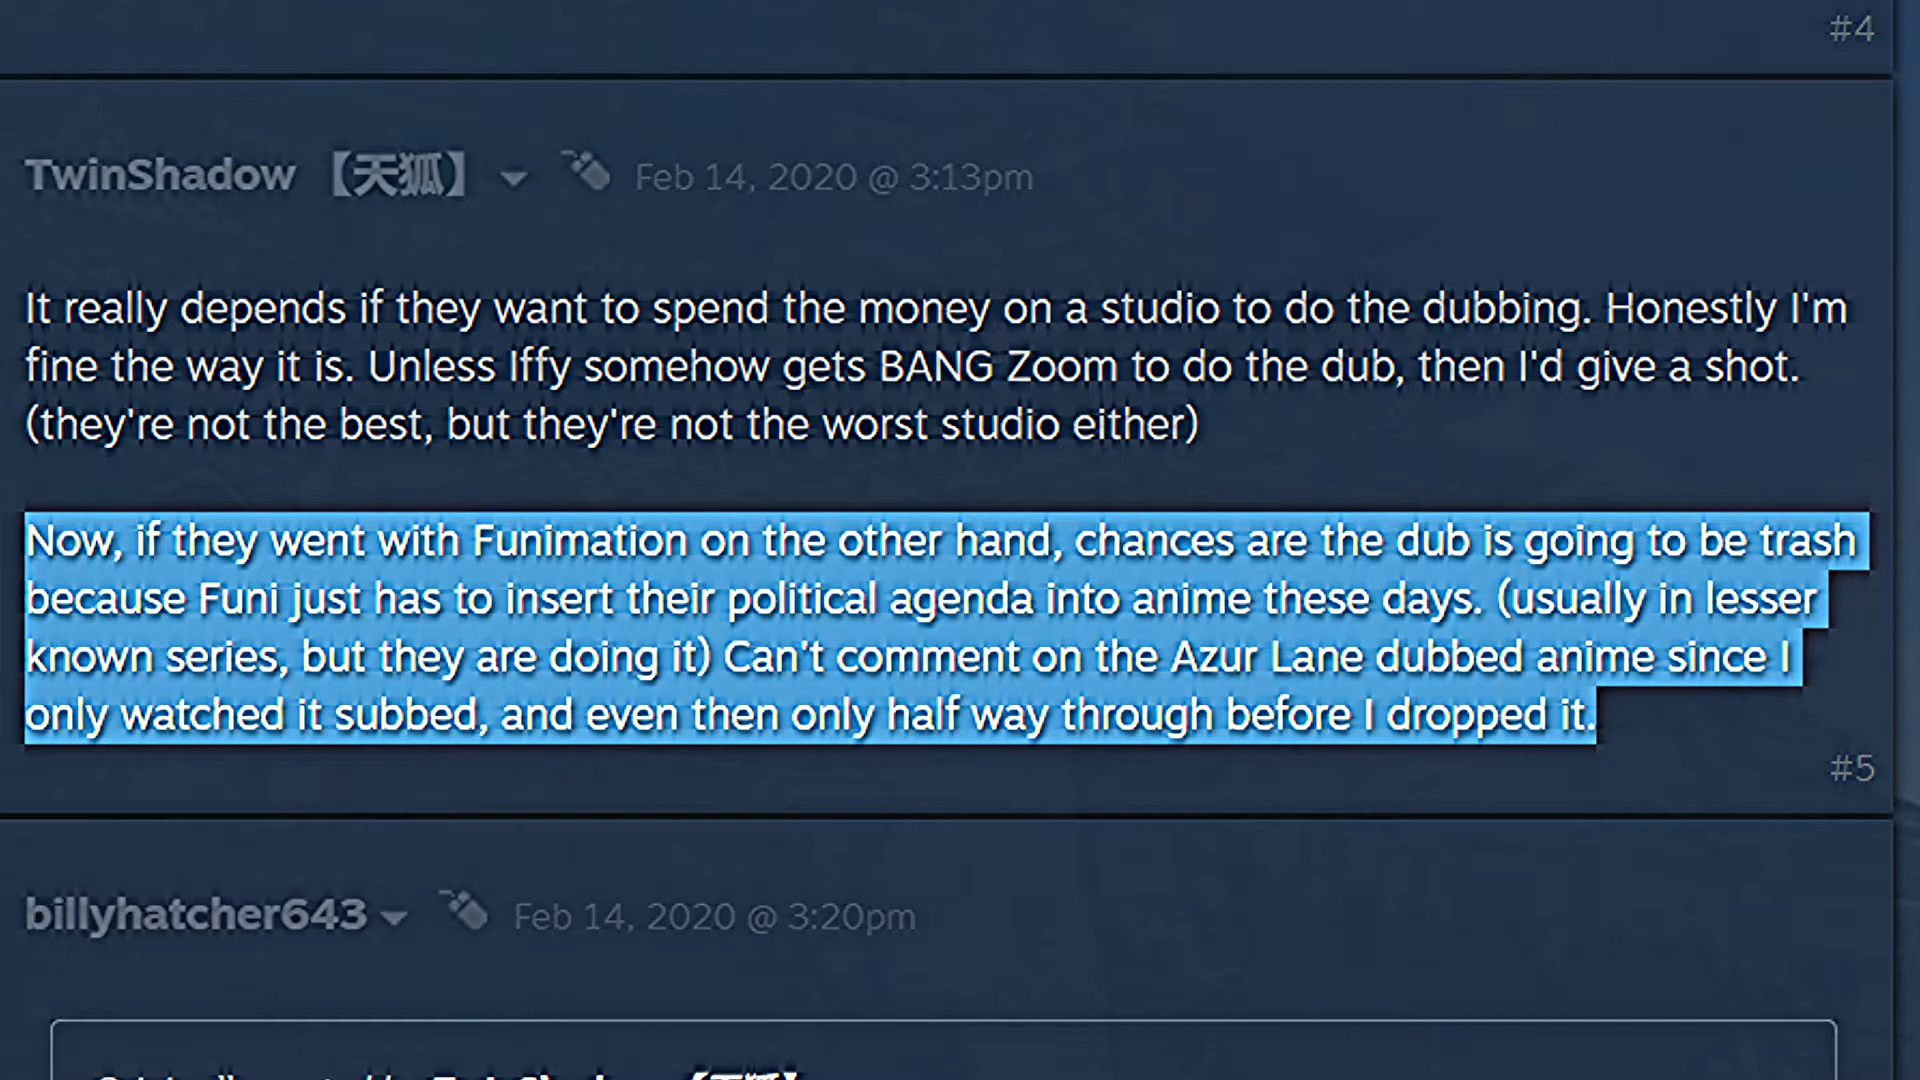 #4
TwinShadow 【天狐】 Feb 14, 2020 @ 3:13pm
It really depends if they want to spend the money on a studio to do the dubbing. Honestly I'm
fine the way it is. Unless Iffy somehow gets BANG Zoom to do the dub, then I'd give a shot.
(they're not the best, but they're not the worst studio either)
Now, if they went with Funimation on the other hand, chances are the dub is going to be trash
because Funi just has to insert their political agenda into anime these days. (usually in lesser
known series, but they are doing it) Can't comment on the Azur Lane dubbed anime since I
only watched it subbed, and even then only half way through before I dropped it.
#5
billyhatcher643 Feb 14, 2020 @ 3:20pm